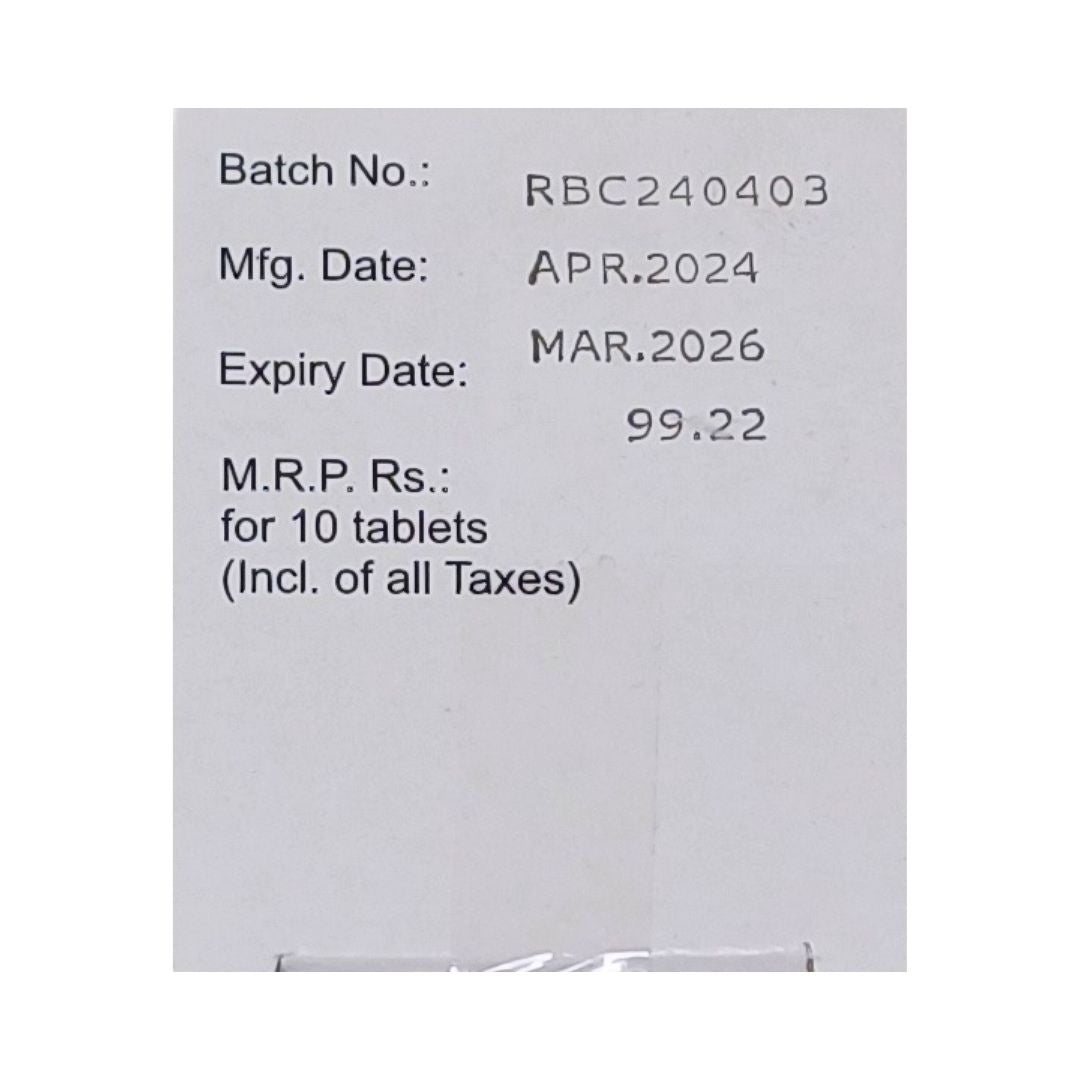 Batch No.: RBC240403
Mfg. Date: APR.2024
Expiry Date: MAR.2026
M.R.P. Rs.: 99.22
for 10 tablets
(Incl. of all Taxes)